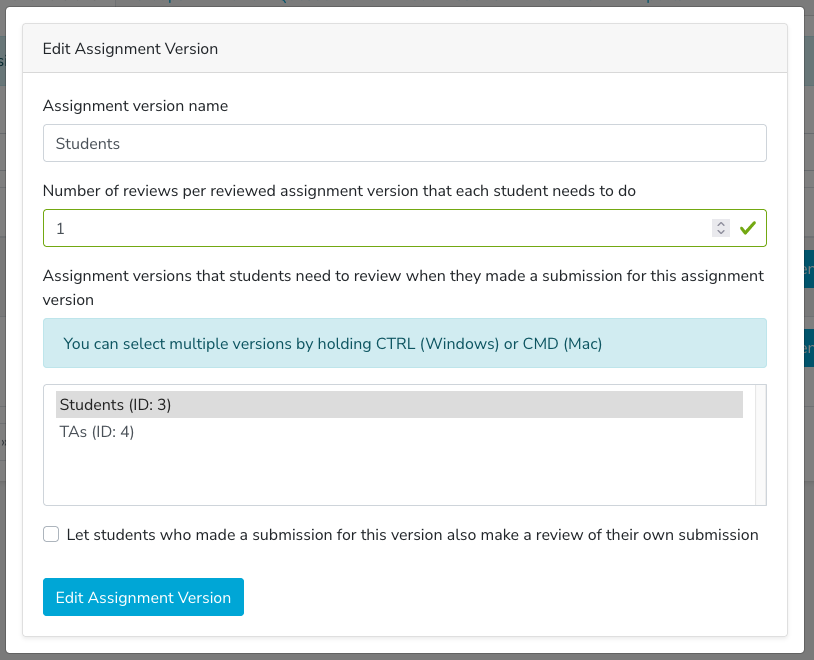 Edit Assignment Version
Assignment version name
Students
Number of reviews per reviewed assignment version that each student needs to do
1
Assignment versions that students need to review when they made a submission for this assignment
version
You can select multiple versions by holding CTRL (Windows) or CMD (Mac)
Students (ID: 3)
TAs (ID: 4)
Let students who made a submission for this version also make a review of their own submission
Edit Assignment Version